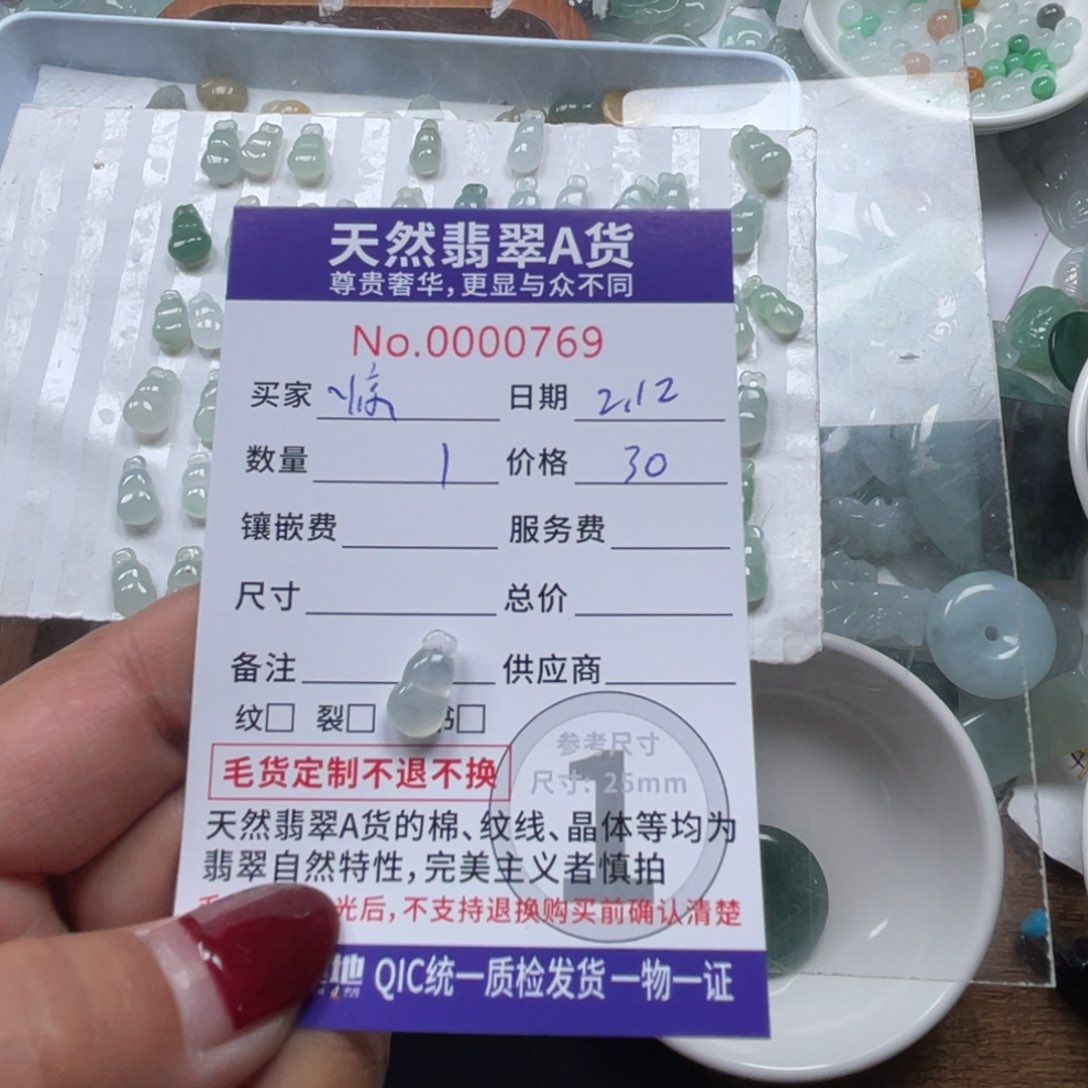 天然翡翠A货
尊贵奢华,更显与众不同
No.0000769
买家 日期 2.12
数量 1 价格 30
镶嵌费 服务费
尺寸 总价
备注 供应商
纹□ 裂□ □
参考尺寸
尺寸: 25mm
1
毛货定制不退不换
天然翡翠A货的棉、纹线、晶体等均为
翡翠自然特性,完美主义者慎拍
光后,不支持退换购买前确认清楚
地 QIC统一质检发货一物一证